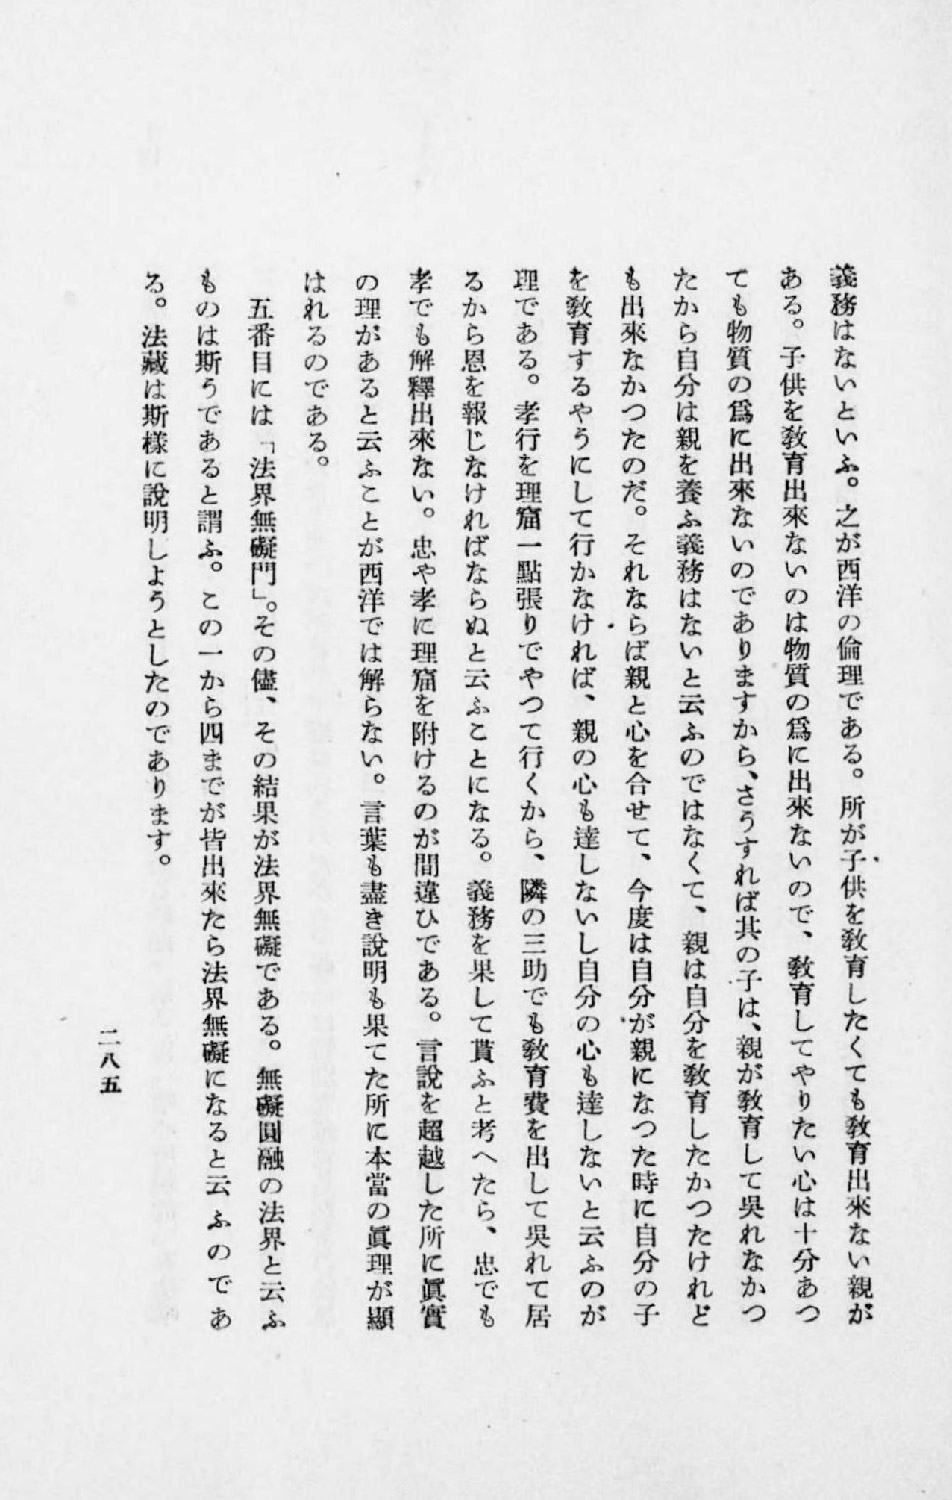 義務はないといふ。之が西洋の倫理である。所が子供を敎育したくても敎育出來ない親が
ある。子供を敎育出來ないのは物質の爲に出來ないので、敎育してやりたい心は十分あつ
ても物質の爲に出來ないのでありますから、さうすれば其の子は、親が敎育して吳れなかつ
たから自分は親を養ふ義務はないと云ふのではなくて、親は自分を敎育したかつたけれど
も出來なかつたのだ。それならば親と心を合せて、今度は自分が親になつた時に自分の子
を敎育するやうにして行かなければ、親の心も達しないし自分の心も達しないと云ふのが
理である。孝行を理窟一點張りでやつて行くから、隣の三助でも敎育費を出して吳れて居
るから恩を報じなければならぬと云ふことになる。義務を果して貰ふと考へたら、忠でも
孝でも解釋出來ない。忠や孝に理窟を附けるのが間違ひである。言說を超越した所に眞實
の理があると云ふことが西洋では解らない。言葉も盡き說明も果てた所に本當の眞理が顯
はれるのである。
五番目には「法界無礙門」。その儘、その結果が法界無礙である。無礙圓融の法界と云ふ
ものは斯うであると謂ふ。この一から四までが皆出來たら法界無礙になると云ふのであ
る。法藏は斯樣に說明しようとしたのであります。
二八五